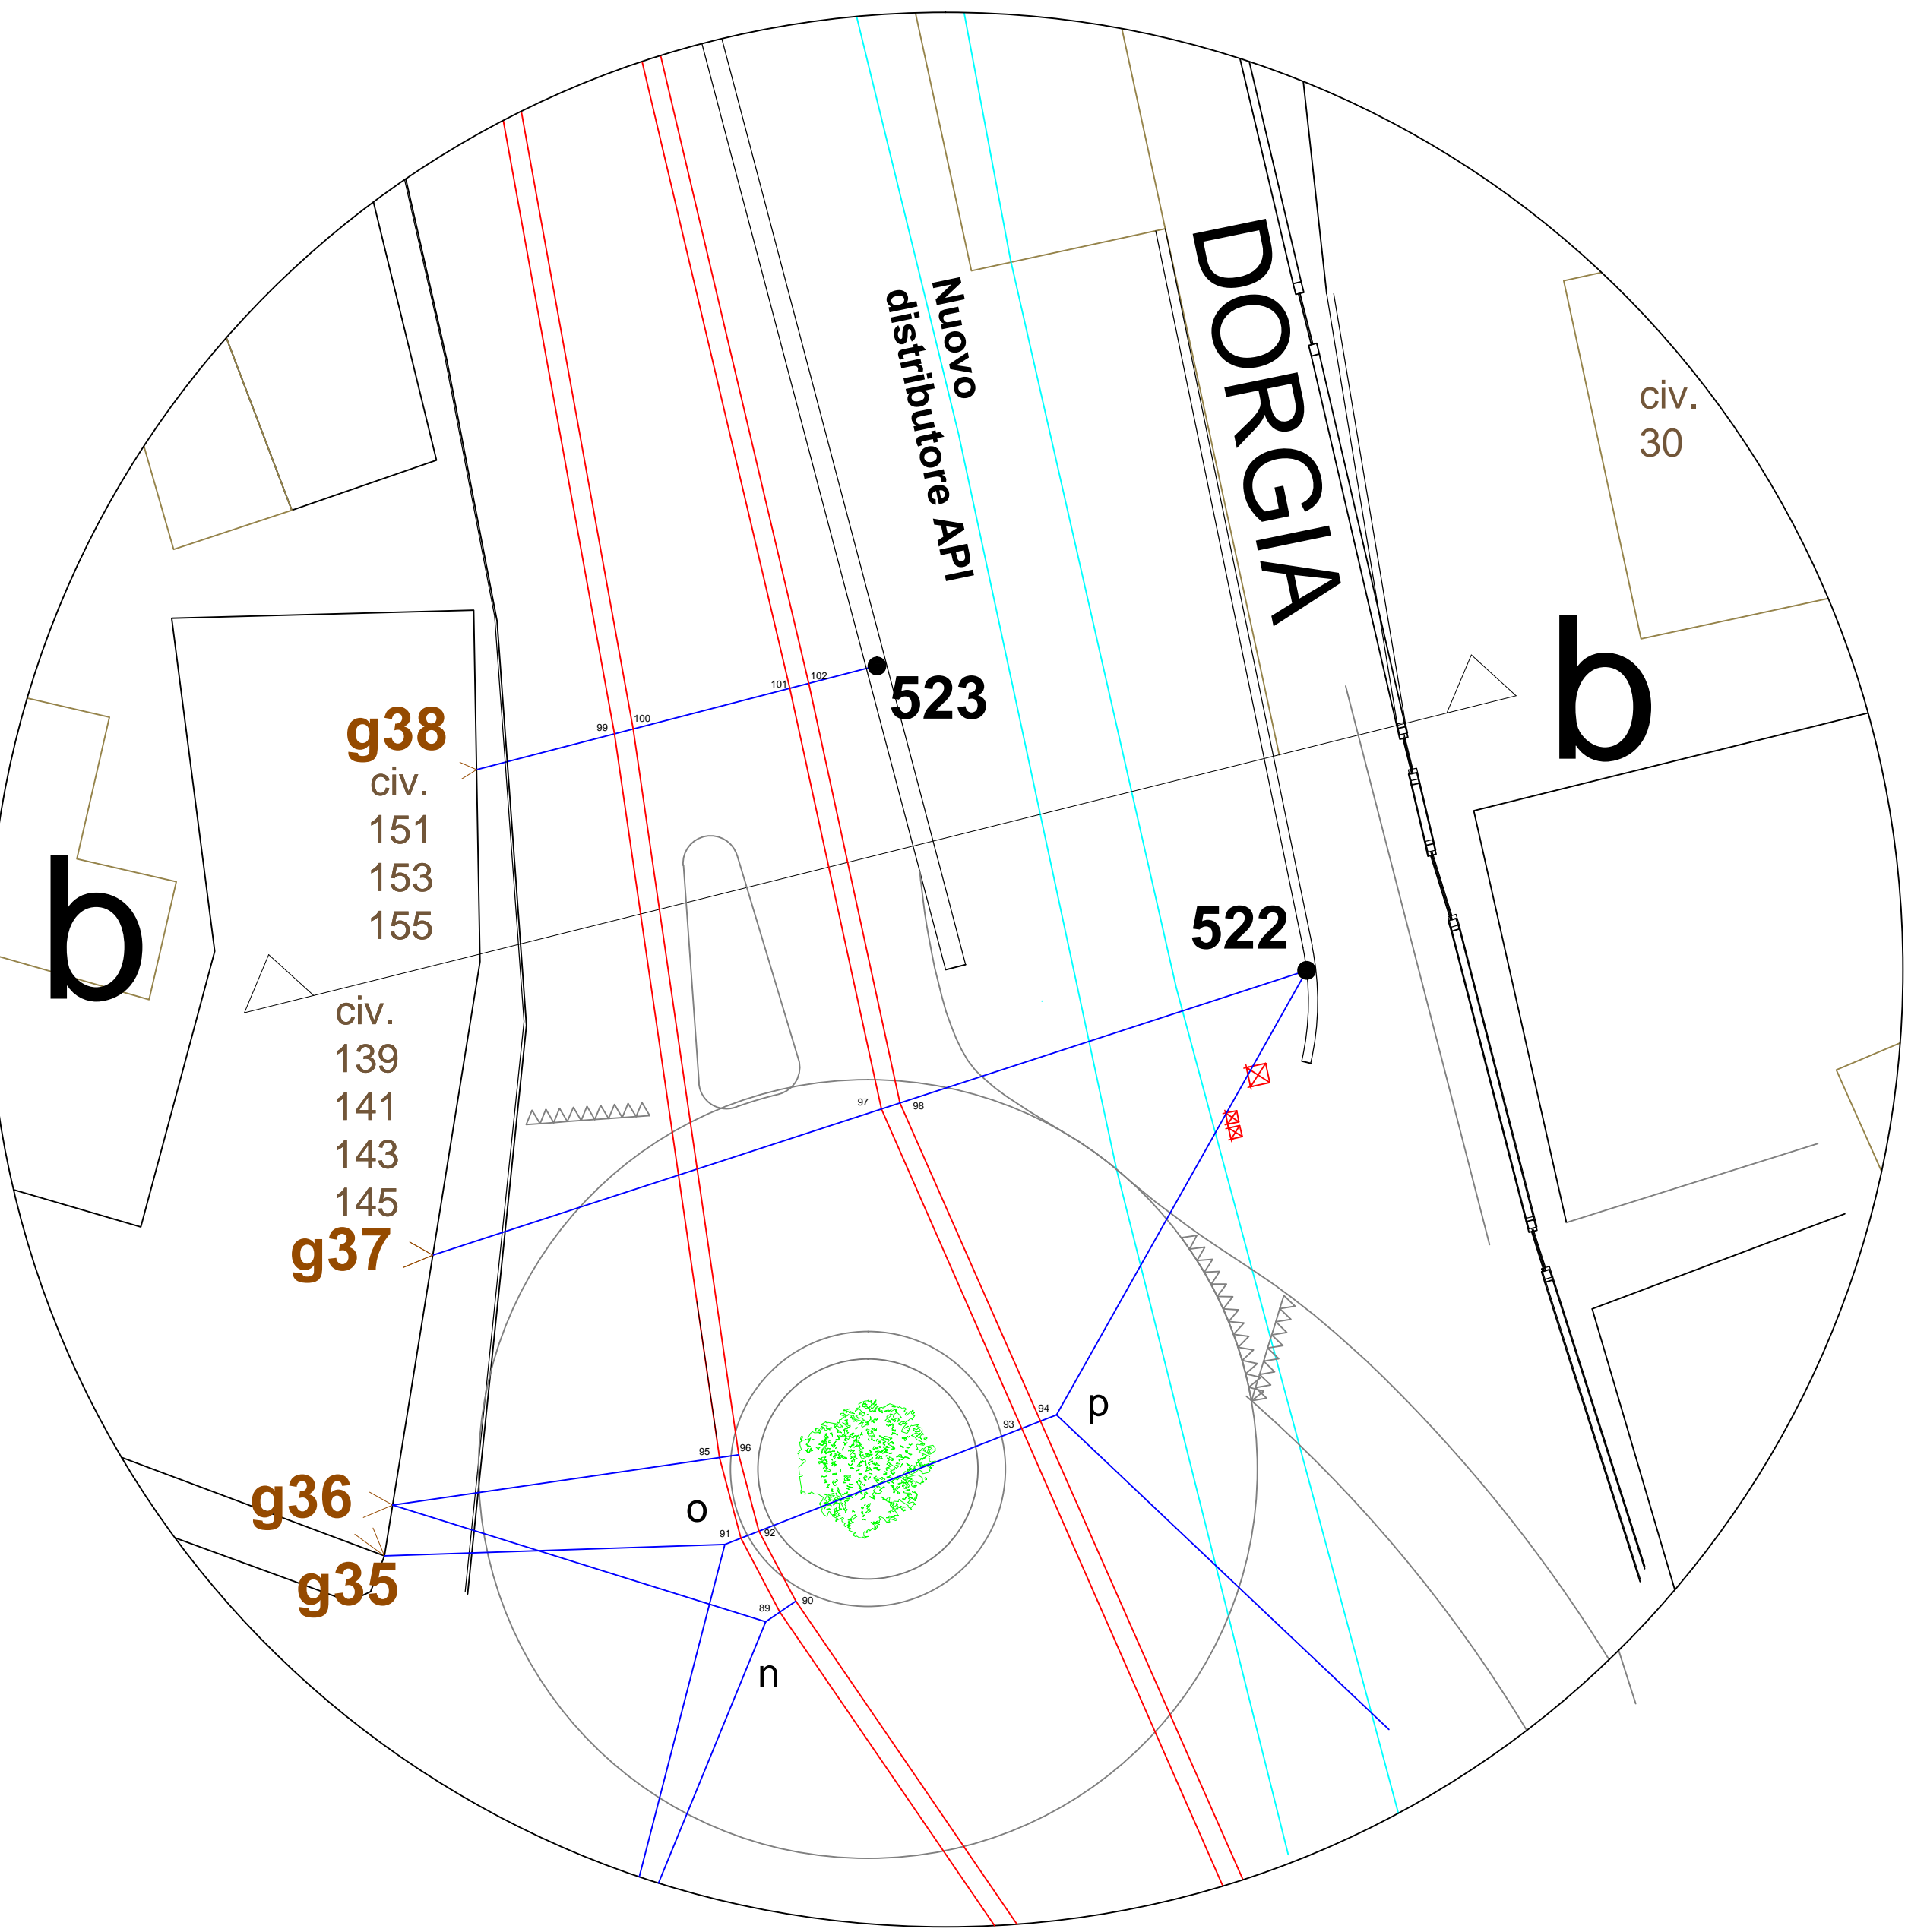 Nuovo
distributore API
DORGIA
civ.
30
b
523
101
102
99
100
g38
civ.
151
153
155
b
522
civ.
139
141
143
145
g37
97
98
p
93
94
95
96
g36
o
91
92
g35
89
90
n